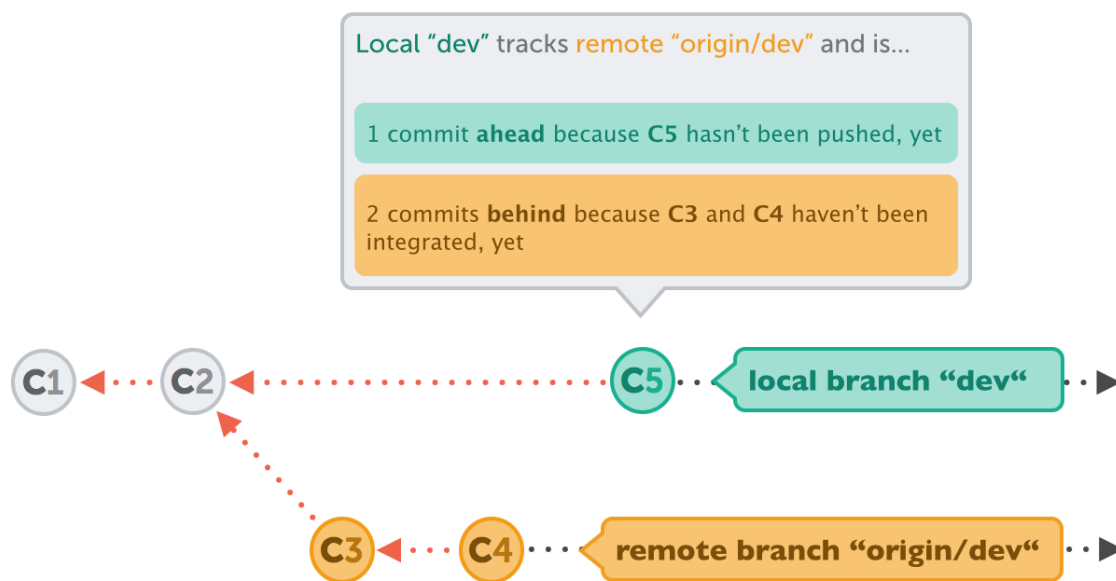 Local “dev” tracks remote “origin/dev” and is...
1 commit ahead because C5 hasn’t been pushed, yet
2 commits behind because C3 and C4 haven’t been
integrated, yet
C1
C2
C5
local branch “dev“
C3
C4
remote branch “origin/dev“